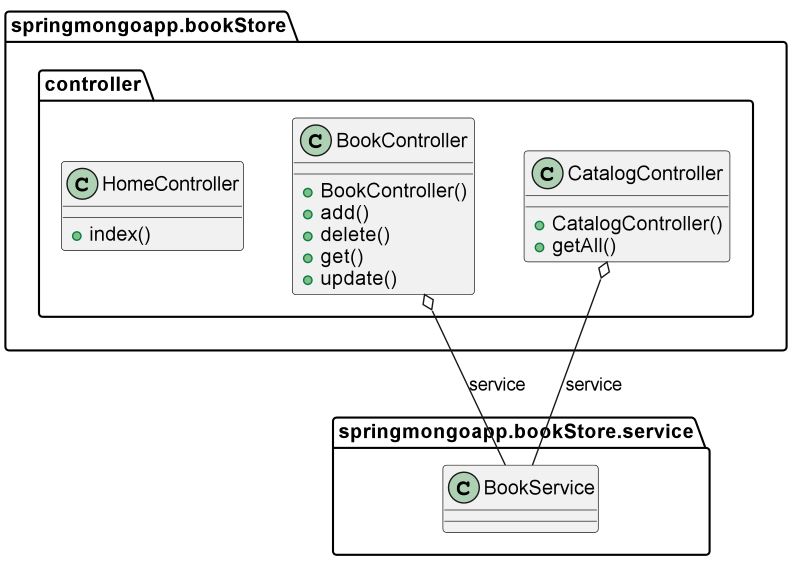 springmongoapp.bookStore
controller
C HomeController
index()
C BookController
BookController()
add()
delete()
get()
update()
C CatalogController
CatalogController()
getAll()
service
service
springmongoapp.bookStore.service
C BookService